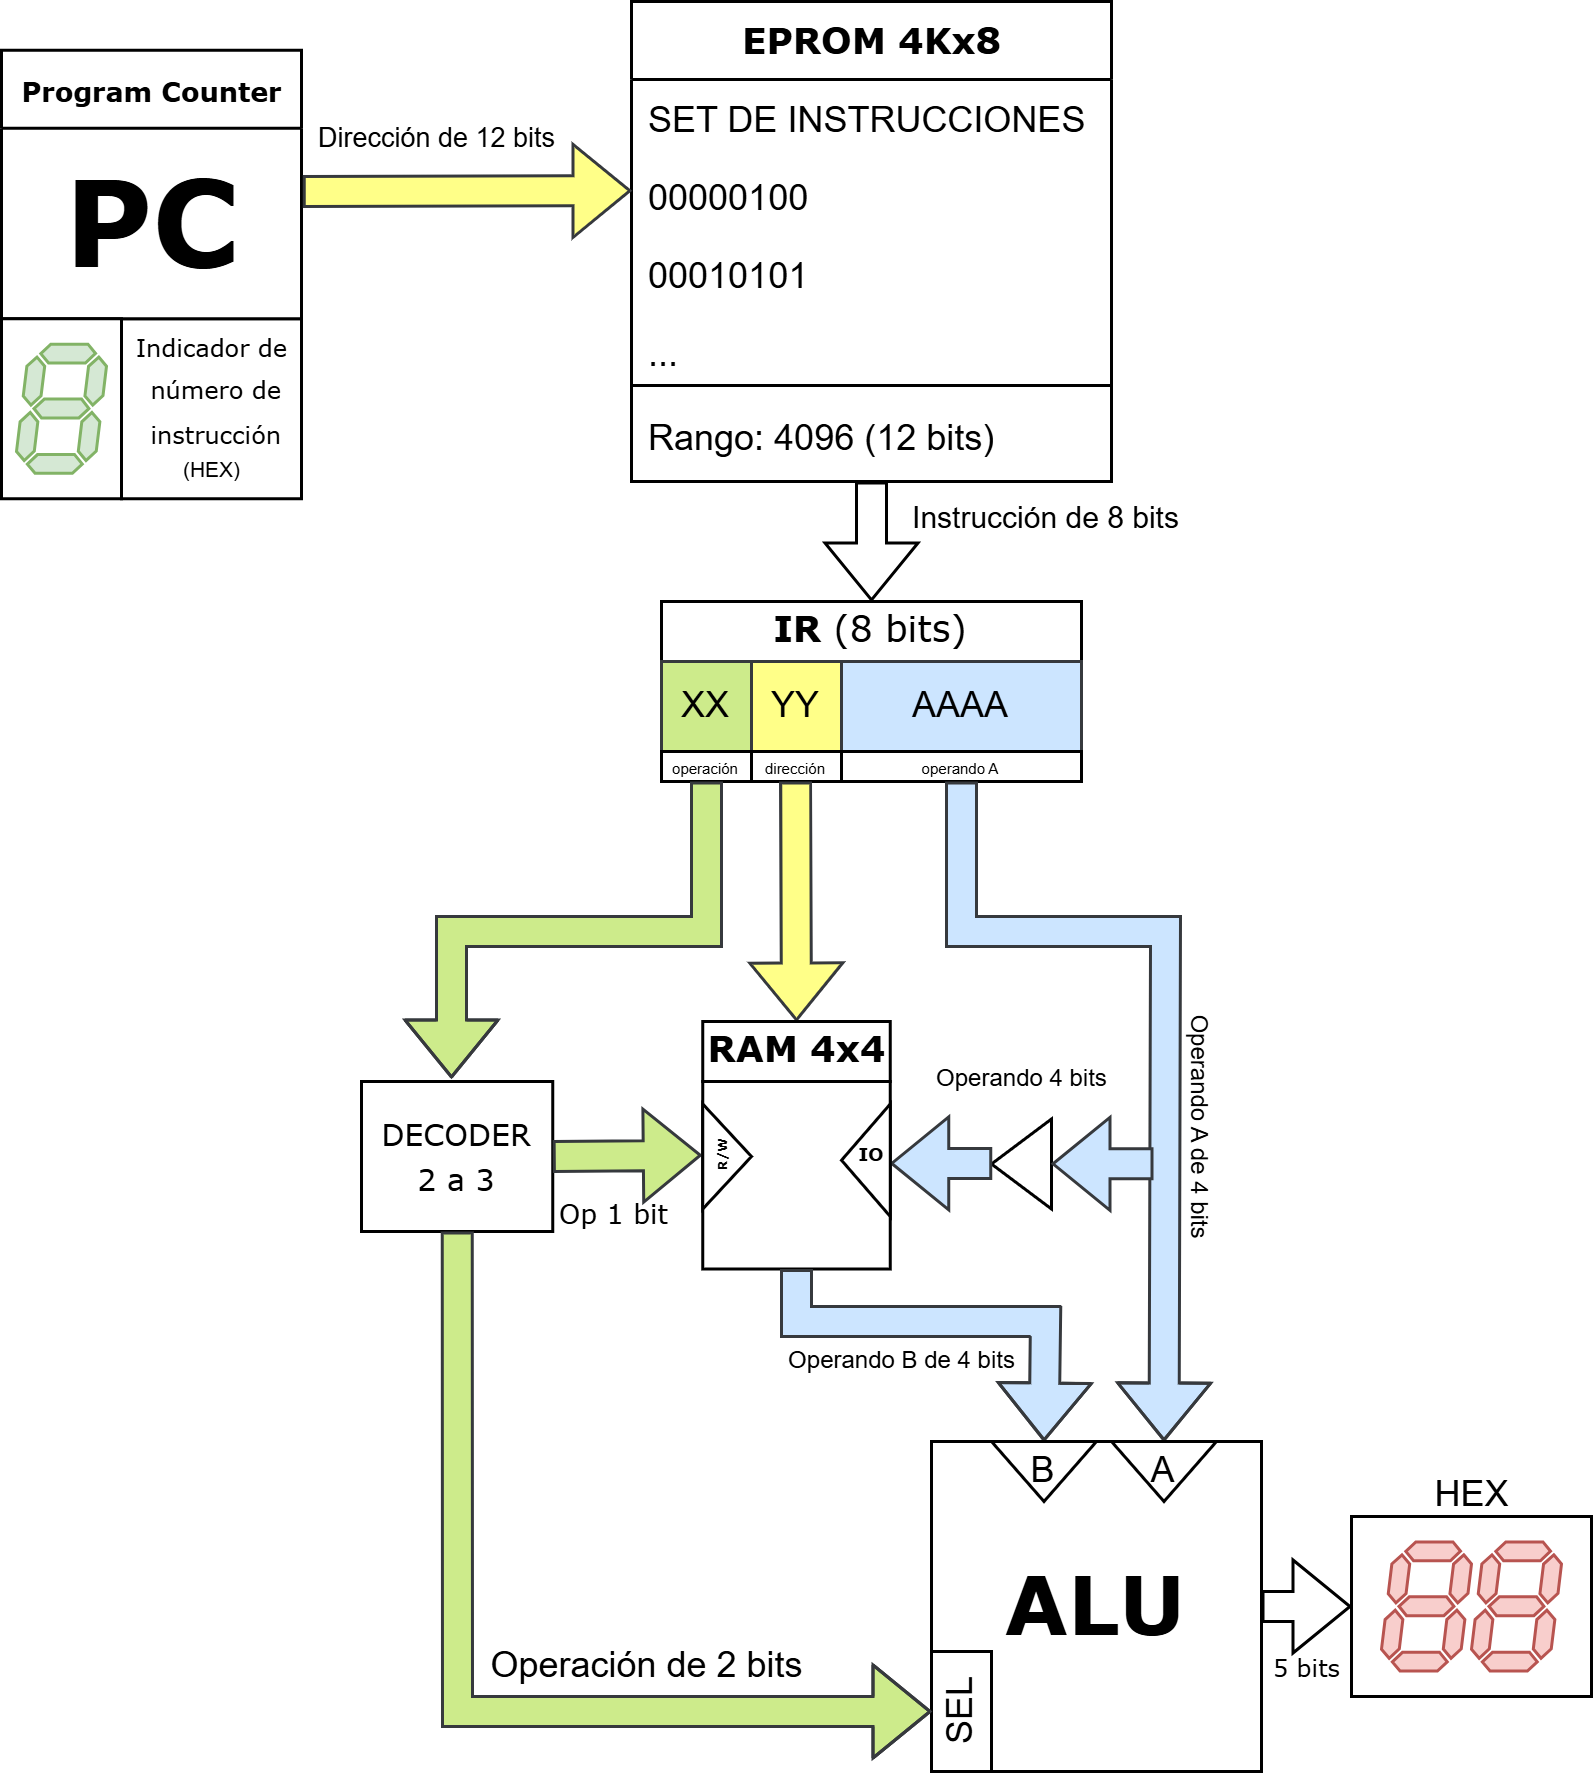 EPROM 4Kx8
Program Counter
SET DE INSTRUCCIONES
Dirección de 12 bits
PC
00000100
00010101
...
Indicador de
número de
instrucción
(HEX)
Rango: 4096 (12 bits)
Instrucción de 8 bits
IR (8 bits)
XX YY AAAA
operación dirección operando A
RAM 4x4
Operando 4 bits
Operando A de 4 bits
DECODER
2 a 3
R/W
IO
Op 1 bit
Operando B de 4 bits
B A
HEX
ALU
Operación de 2 bits
5 bits
SEL